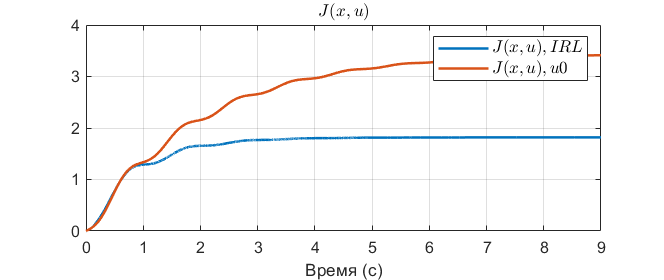 J(x, u)
J(x, u), IRL
J(x, u), u0
4
3
2
1
0
0 1 2 3 4 5 6 7 8 9
Время (с)